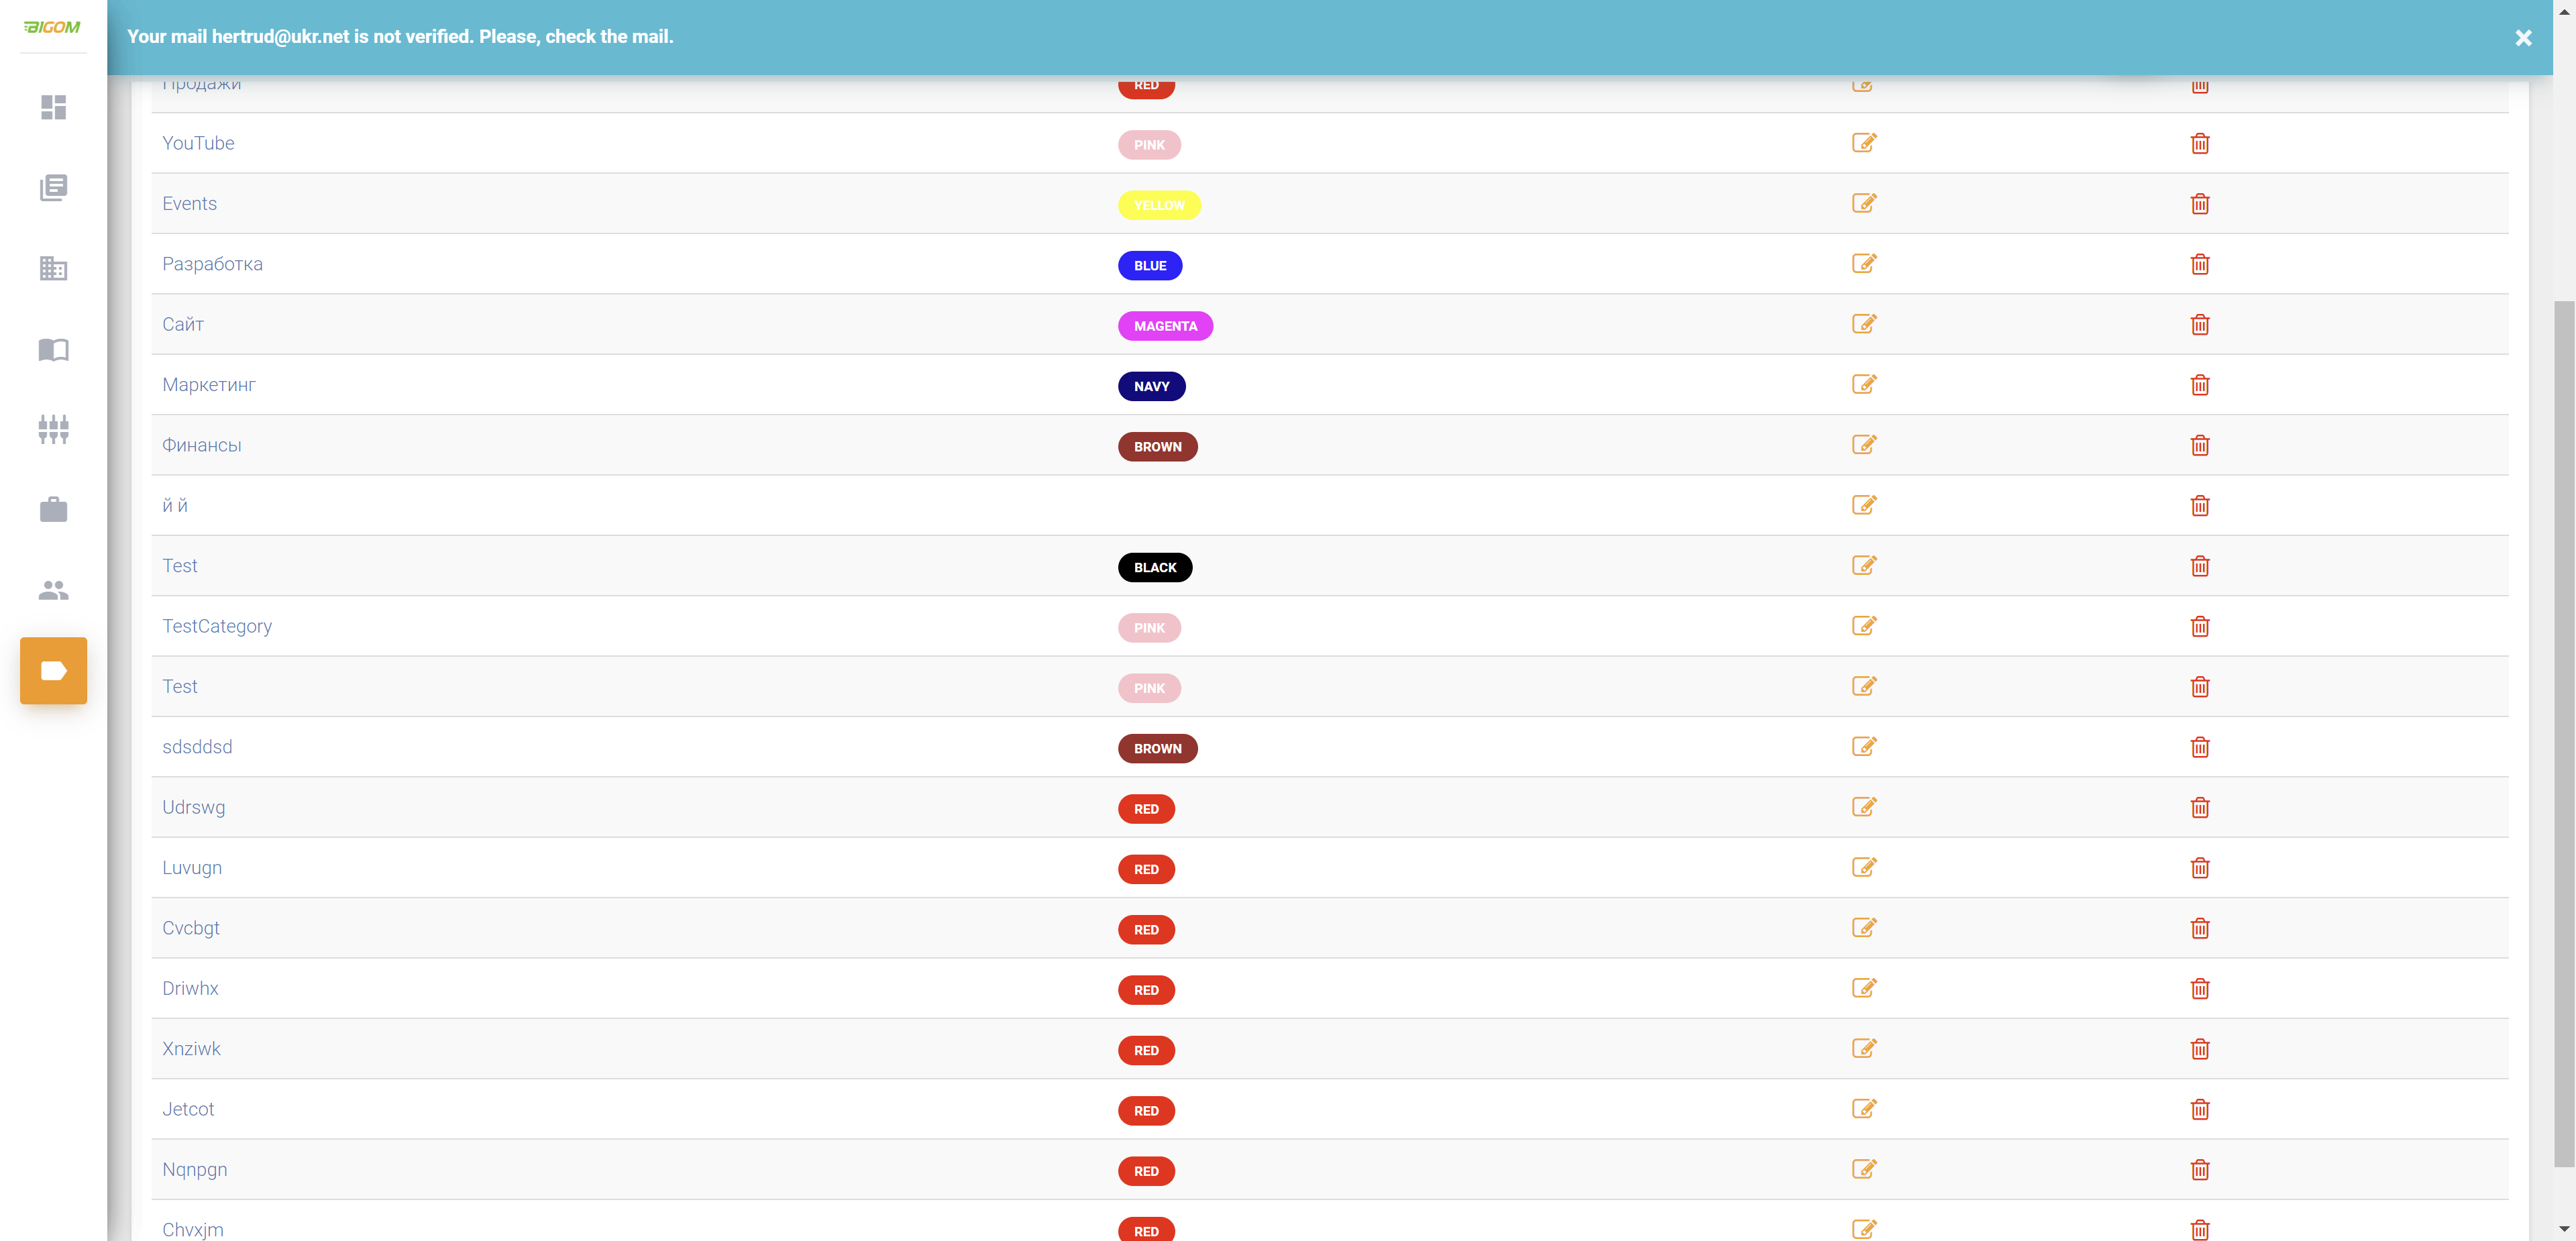 BIGOM
Your mail hertrud@ukr.net is not verified. Please, check the mail.
Продажи RED
YouTube PINK
Events YELLOW
Разработка BLUE
Сайт MAGENTA
Маркетинг NAVY
Финансы BROWN
й й
Test BLACK
TestCategory PINK
Test PINK
sdsddsd BROWN
Udrswg RED
Luvugn RED
Cvcbgt RED
Driwhx RED
Xnziwk RED
Jetcot RED
Nqnpgn RED
Chvxjm RED